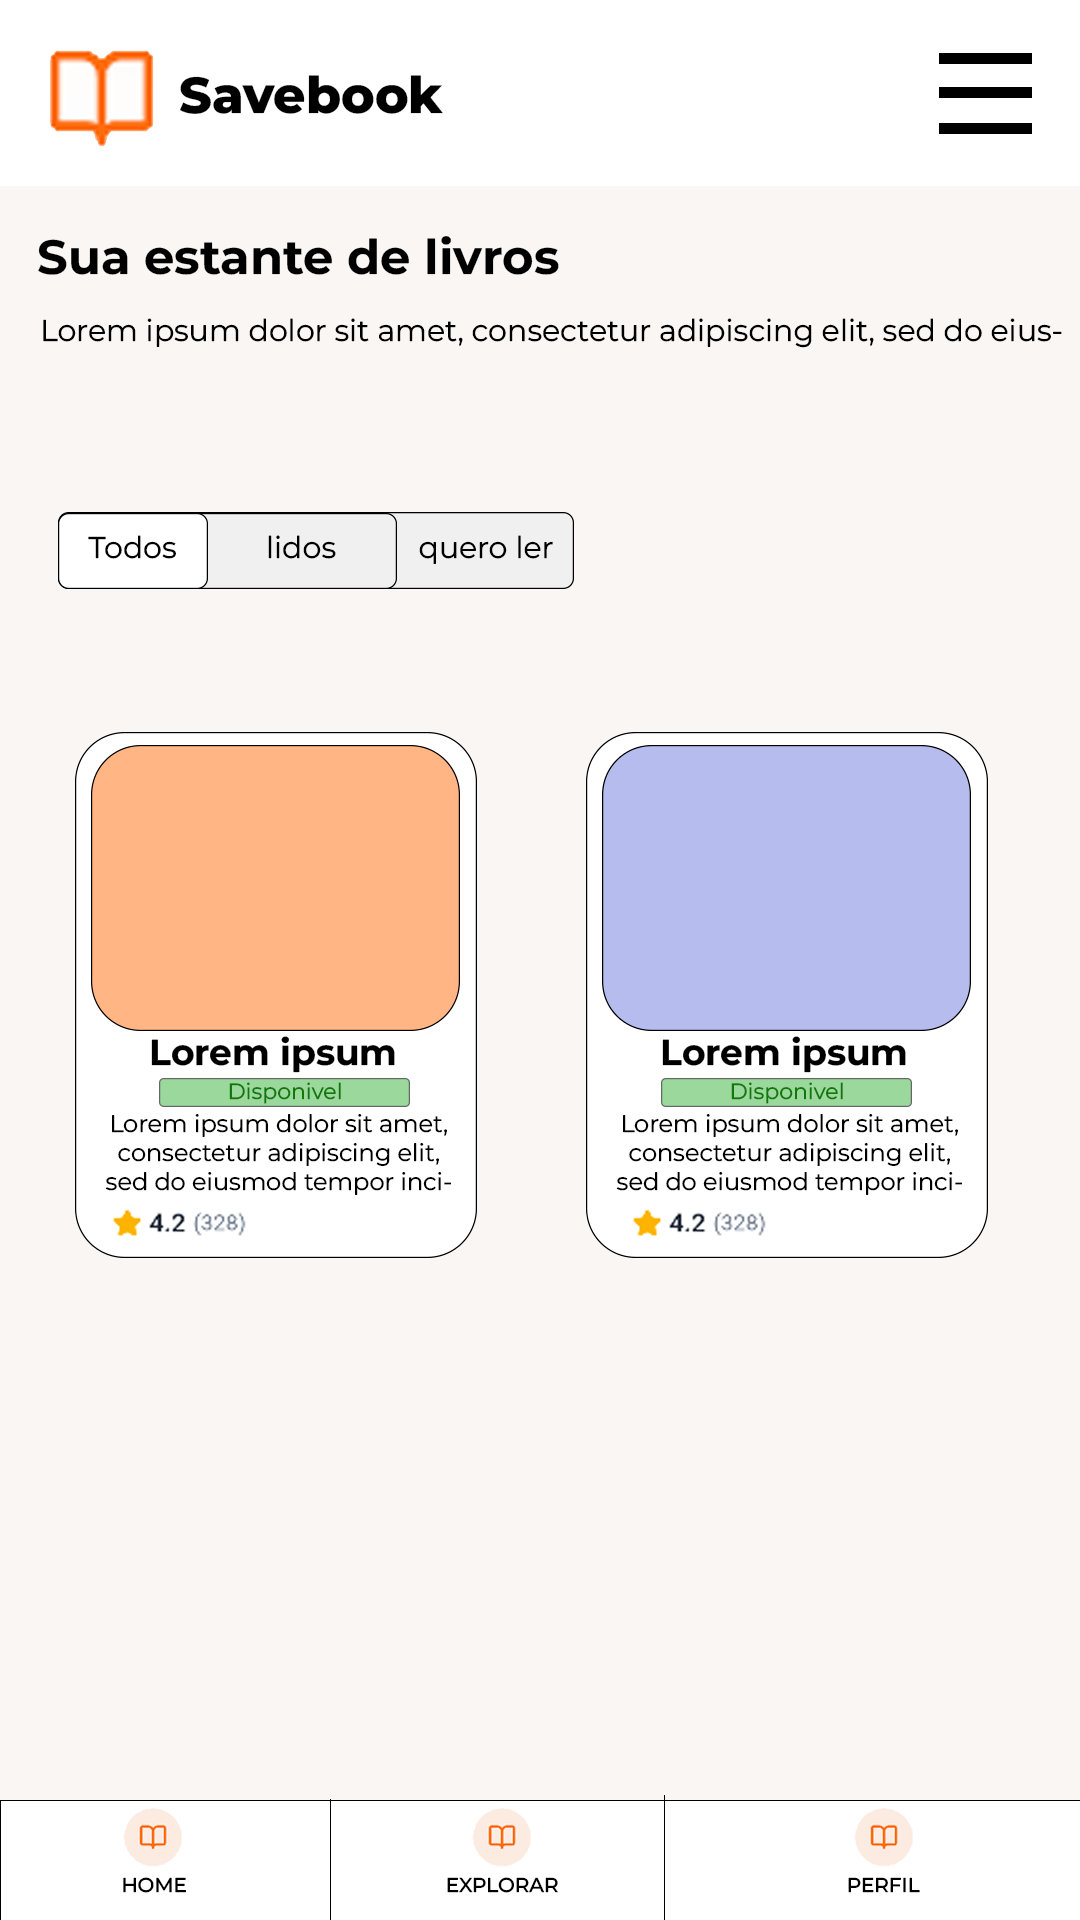 Savebook
Sua estante de livros
Lorem ipsum dolor sit amet, consectetur adipiscing elit, sed do eius-
Todos lidos quero ler
Lorem ipsum
Disponivel
Lorem ipsum dolor sit amet,
consectetur adipiscing elit,
sed do eiusmod tempor inci-
4.2 (328)
Lorem ipsum
Disponivel
Lorem ipsum dolor sit amet,
consectetur adipiscing elit,
sed do eiusmod tempor inci-
4.2 (328)
HOME EXPLORAR PERFIL